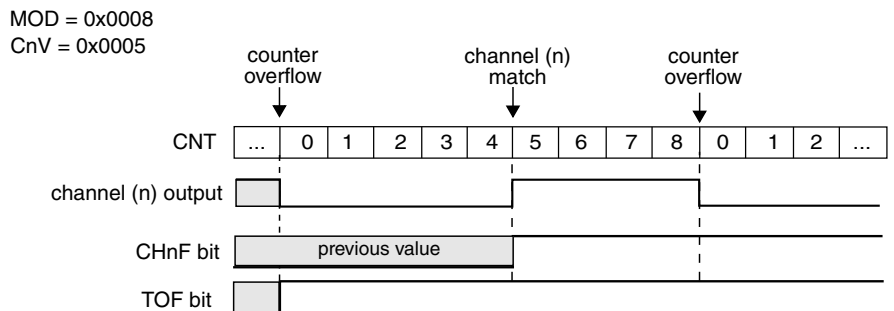 MOD = 0x0008
CnV = 0x0005
counter
overflow
channel (n)
match
counter
overflow
CNT ... 0 1 2 3 4 5 6 7 8 0 1 2 ...
channel (n) output
CHnF bit previous value
TOF bit